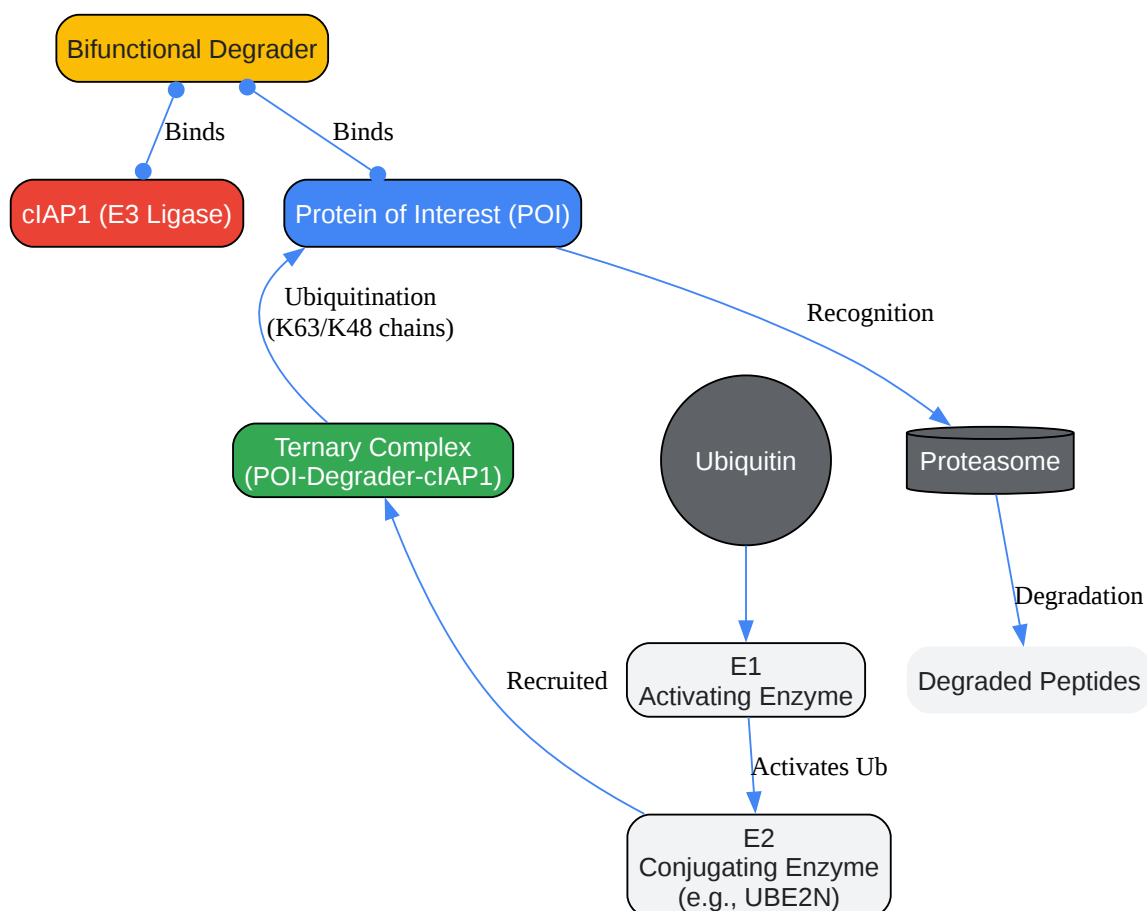 Bifunctional Degrader
Binds
Binds
cIAP1 (E3 Ligase)
Protein of Interest (POI)
Ubiquitination
(K63/K48 chains)
Recognition
Ternary Complex
(POI-Degrader-cIAP1)
Ubiquitin
Proteasome
Degradation
Recruited
E1
Activating Enzyme
Degraded Peptides
Activates Ub
E2
Conjugating Enzyme
(e.g., UBE2N)